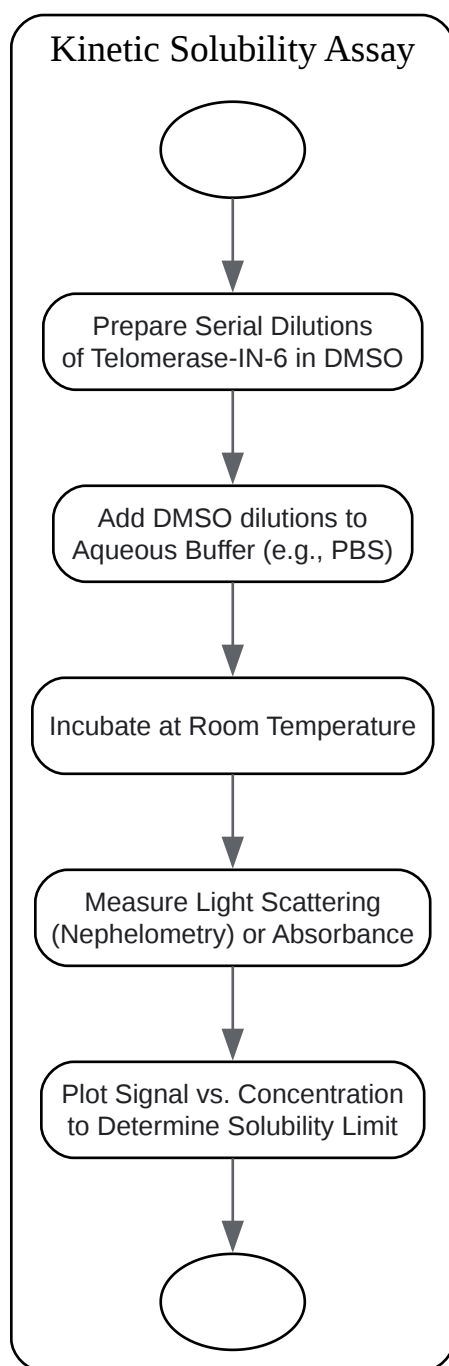 Kinetic Solubility Assay
Prepare Serial Dilutions
of Telomerase-IN-6 in DMSO
Add DMSO dilutions to
Aqueous Buffer (e.g., PBS)
Incubate at Room Temperature
Measure Light Scattering
(Nephelometry) or Absorbance
Plot Signal vs. Concentration
to Determine Solubility Limit